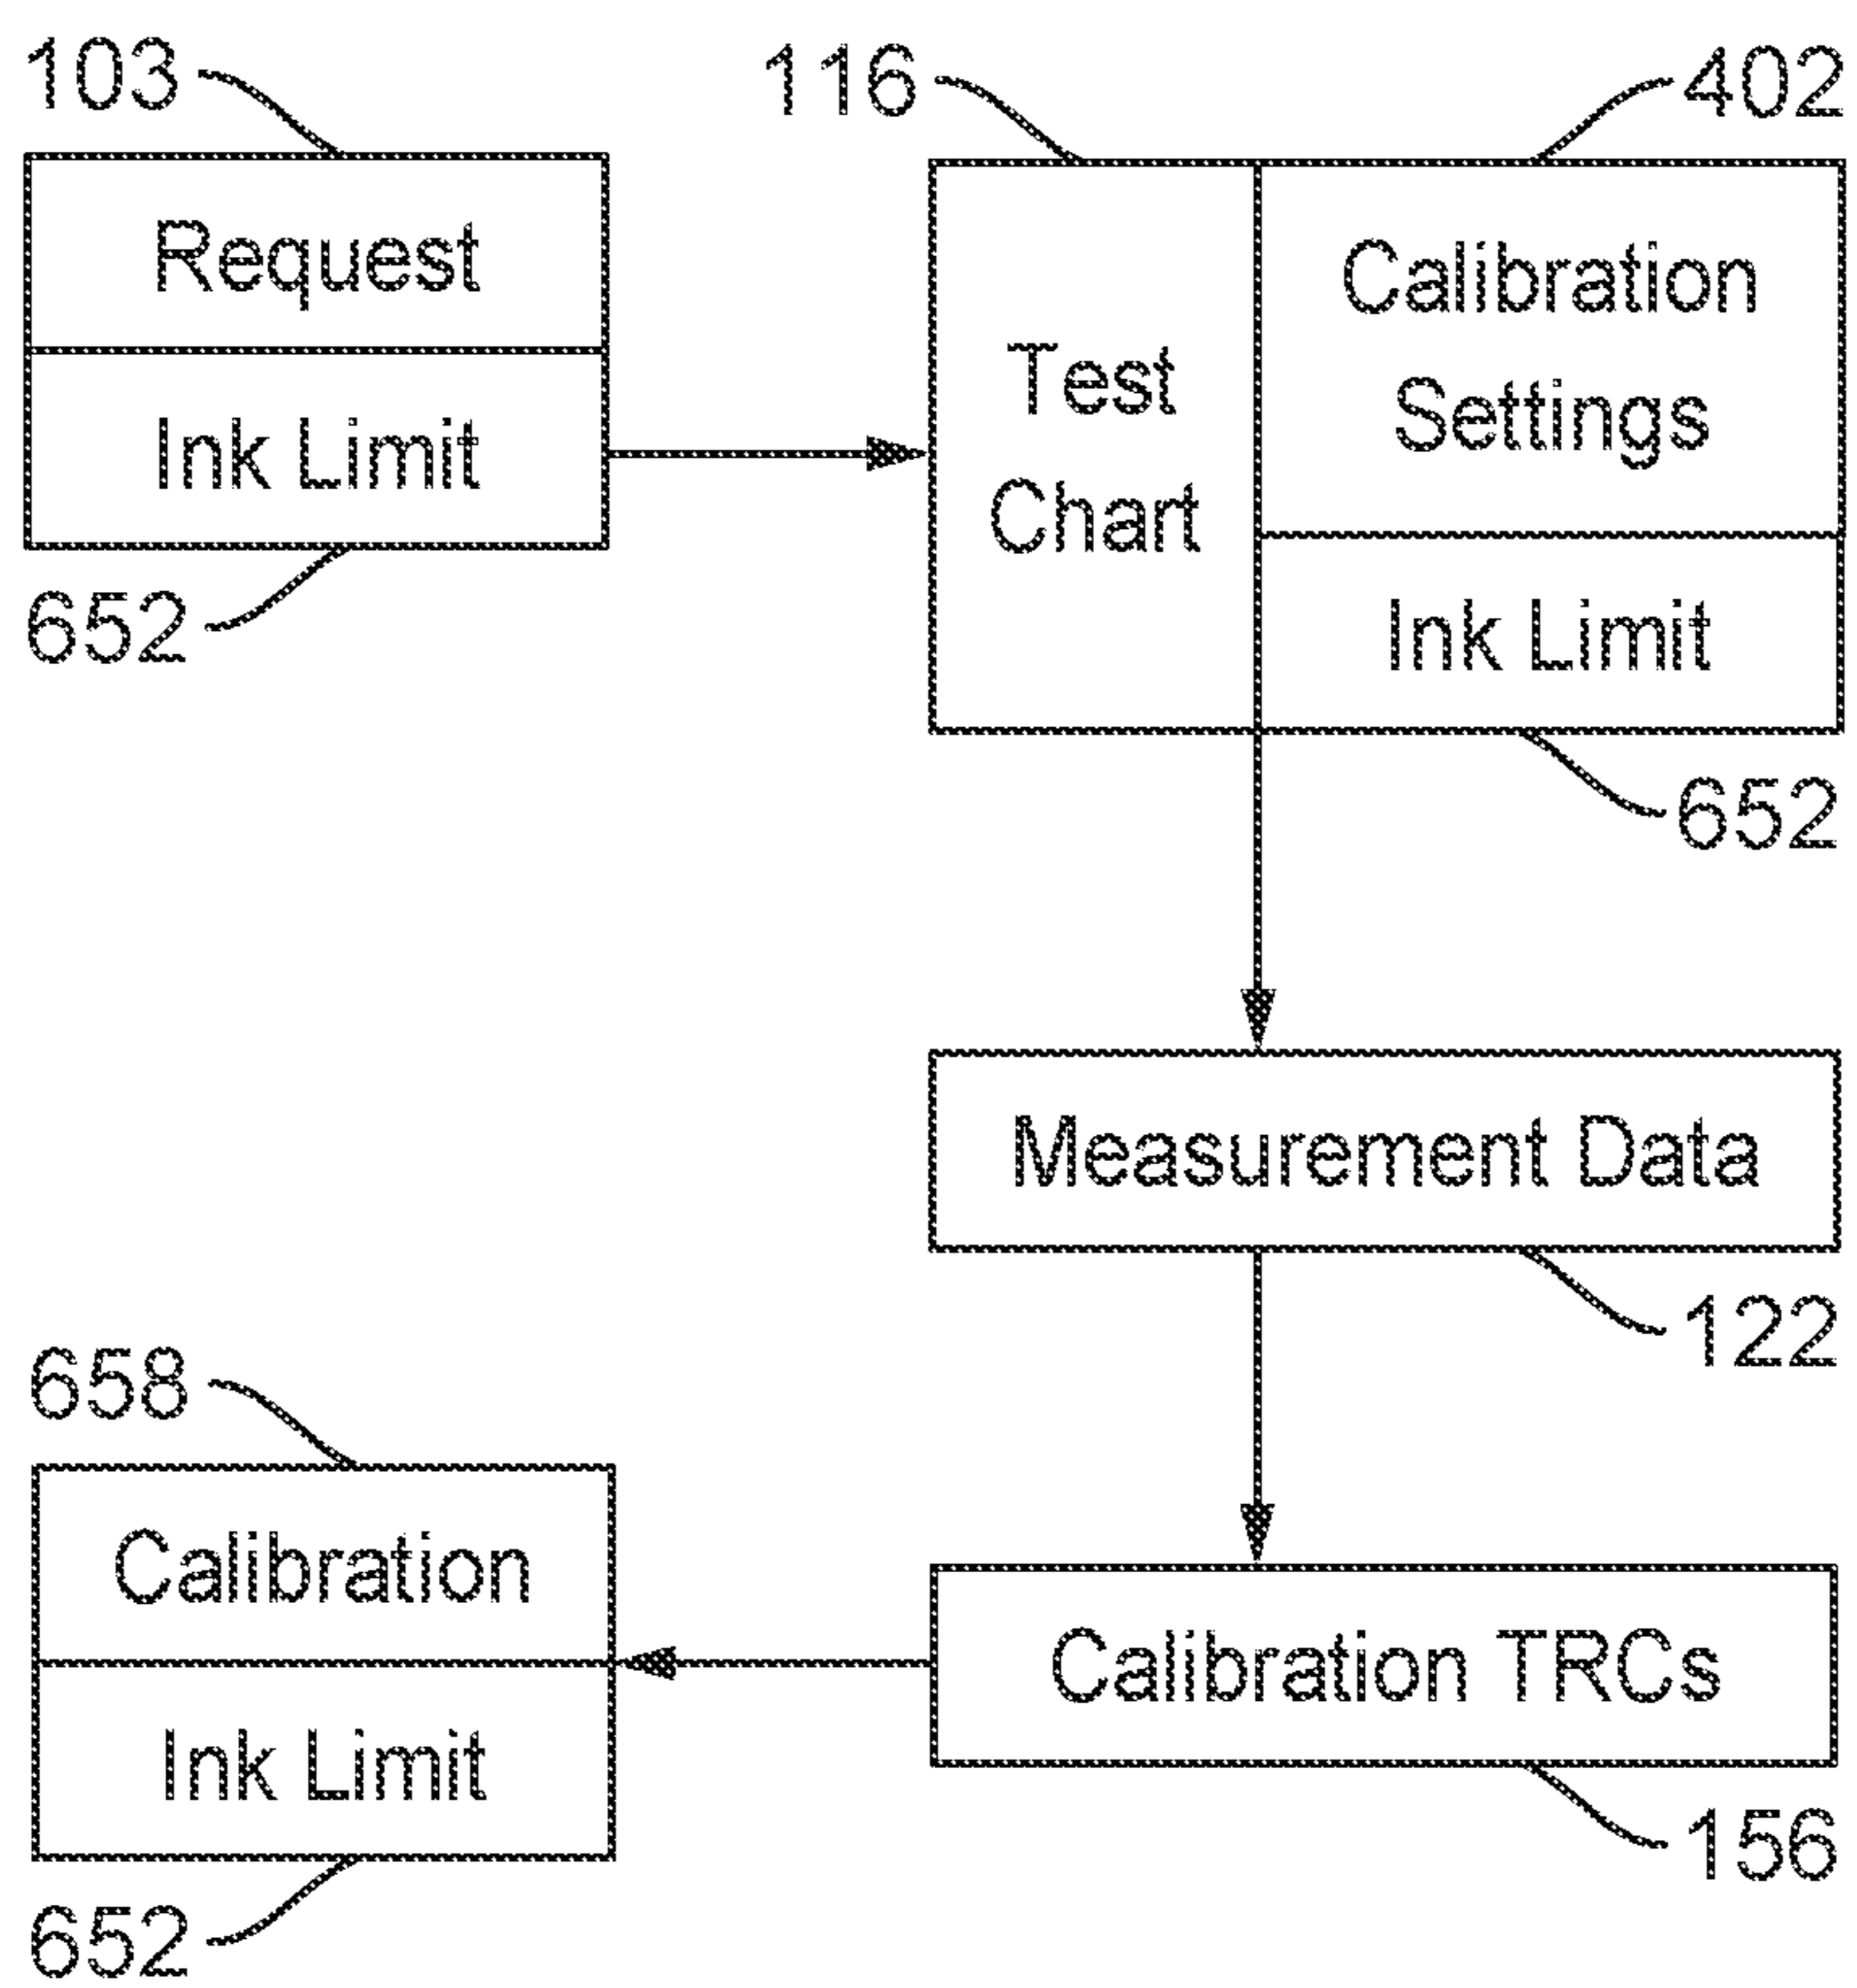 103
116
402
Request
Ink Limit
652
Test
Chart
Calibration
Settings
Ink Limit
652
Measurement Data
122
658
Calibration
Ink Limit
652
Calibration TRCs
156